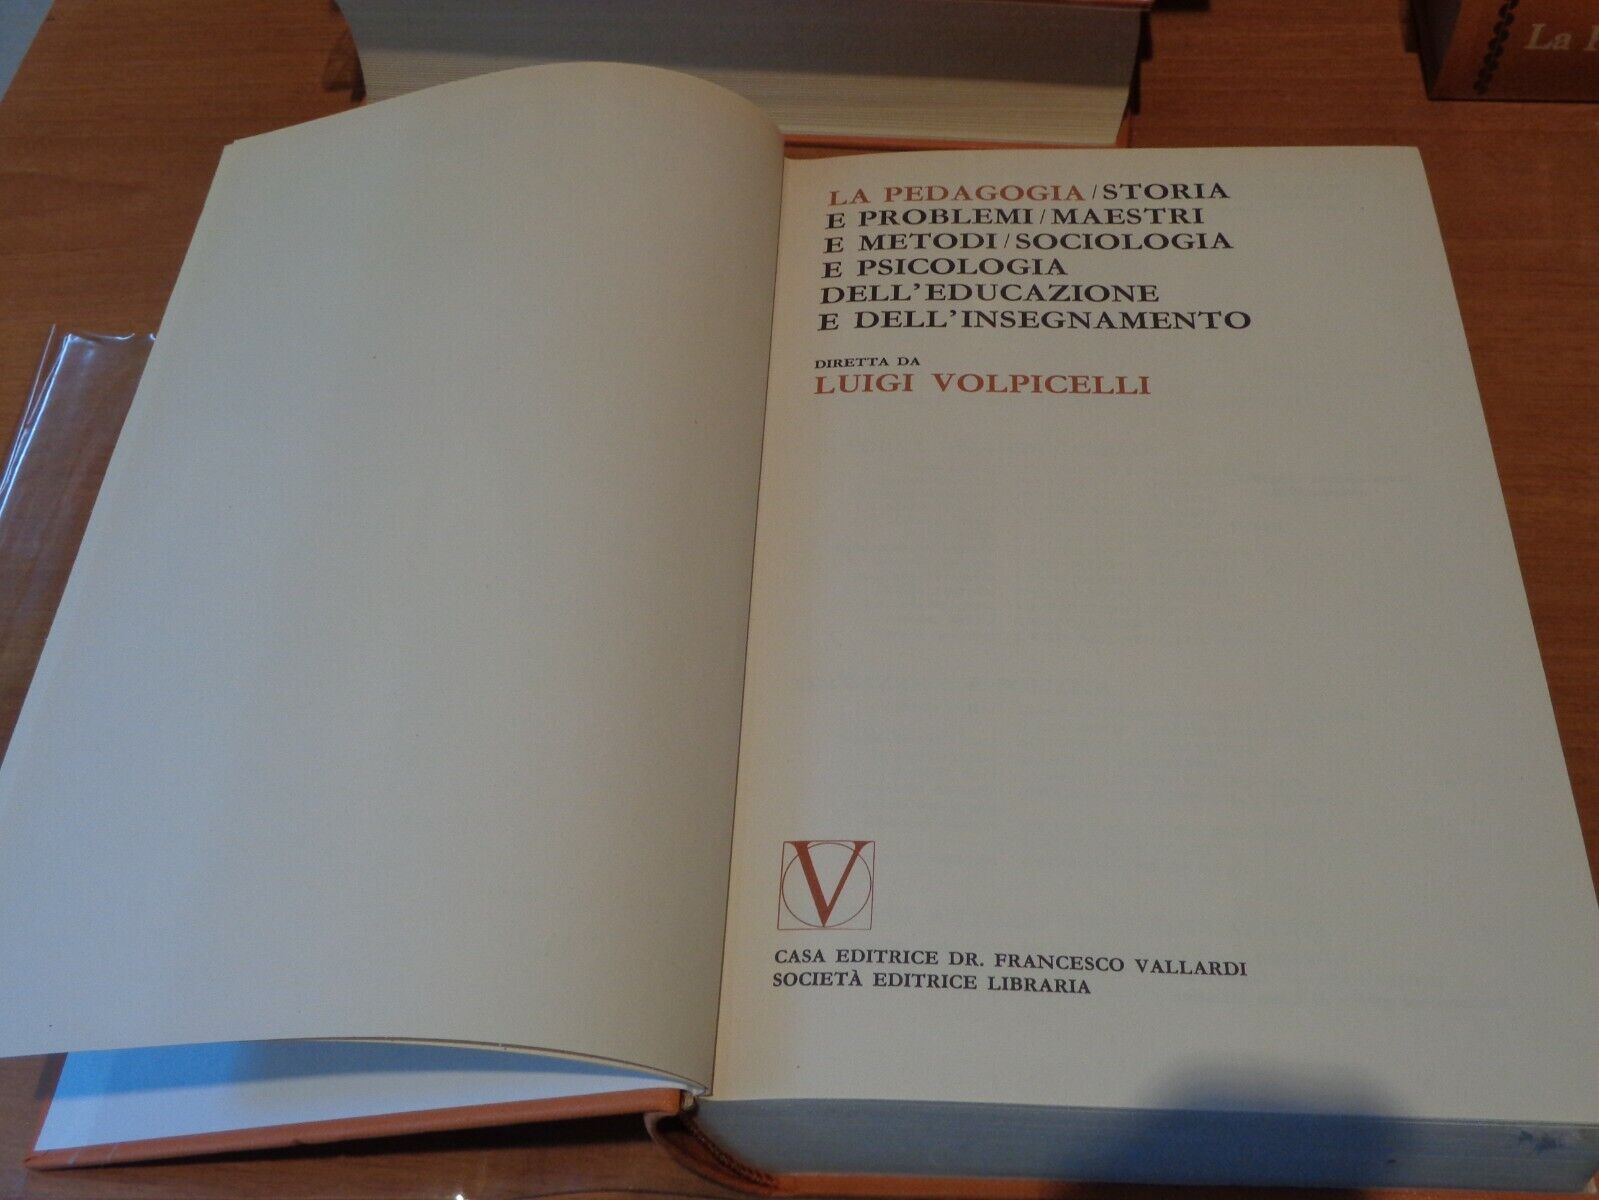 La
LA PEDAGOGIA / STORIA
E PROBLEMI / MAESTRI
E METODI / SOCIOLOGIA
E PSICOLOGIA
DELL'EDUCAZIONE
E DELL'INSEGNAMENTO
DIRETTA DA
LUIGI VOLPICELLI
V
CASA EDITRICE DR. FRANCESCO VALLARDI
SOCIETÀ EDITRICE LIBRARIA